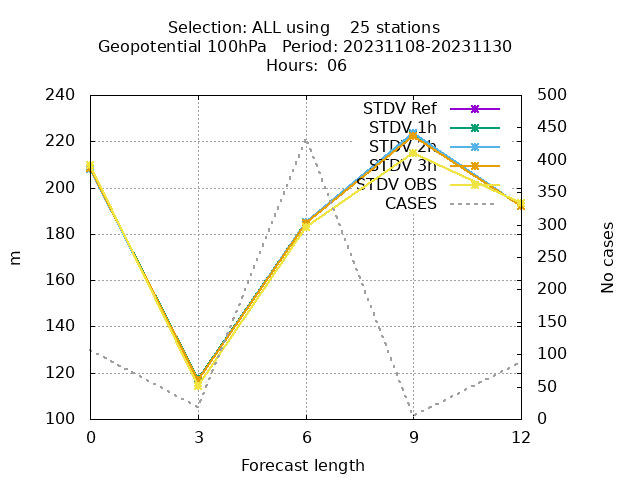 Selection: ALL using    25 stations
Geopotential 100hPa   Period: 20231108-20231130
Hours: 06
240
220
200
180
160
140
120
100
m
500
450
400
350
300
250
200
150
100
50
0
No cases
STDV Ref
STDV 1h
STDV 2h
STDV 3h
STDV OBS
CASES
0 3 6 9 12
Forecast length